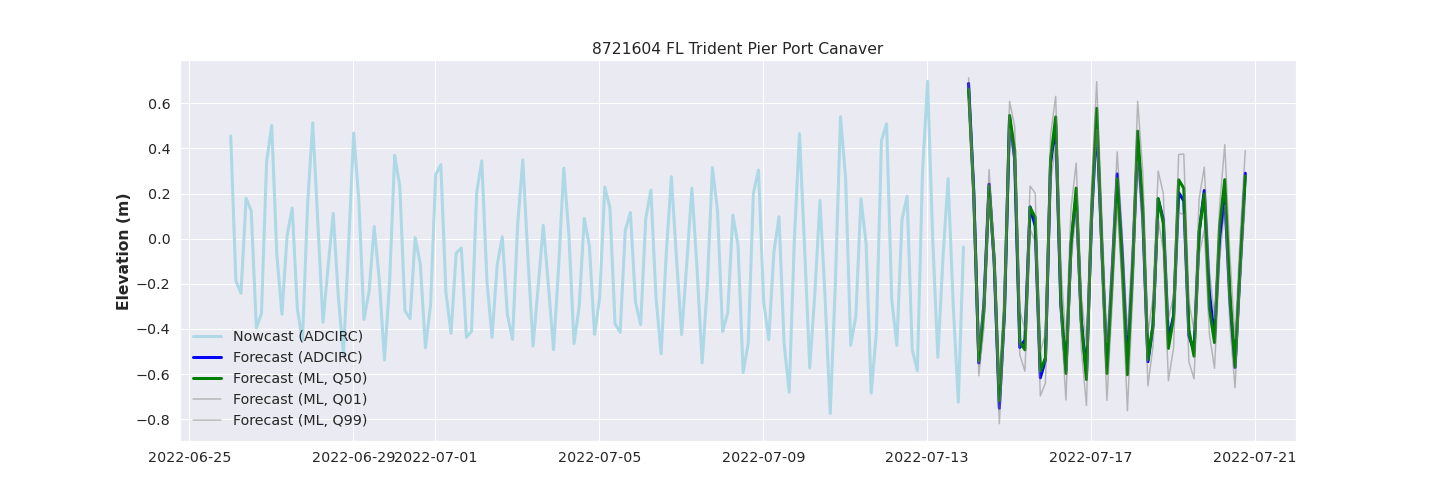 8721604 FL Trident Pier Port Canaver
Elevation (m)
0.6
0.4
0.2
0.0
−0.2
−0.4
−0.6
−0.8
Nowcast (ADCIRC)
Forecast (ADCIRC)
Forecast (ML, Q50)
Forecast (ML, Q01)
Forecast (ML, Q99)
2022-06-25 2022-06-29 2022-07-01 2022-07-05 2022-07-09 2022-07-13 2022-07-17 2022-07-21